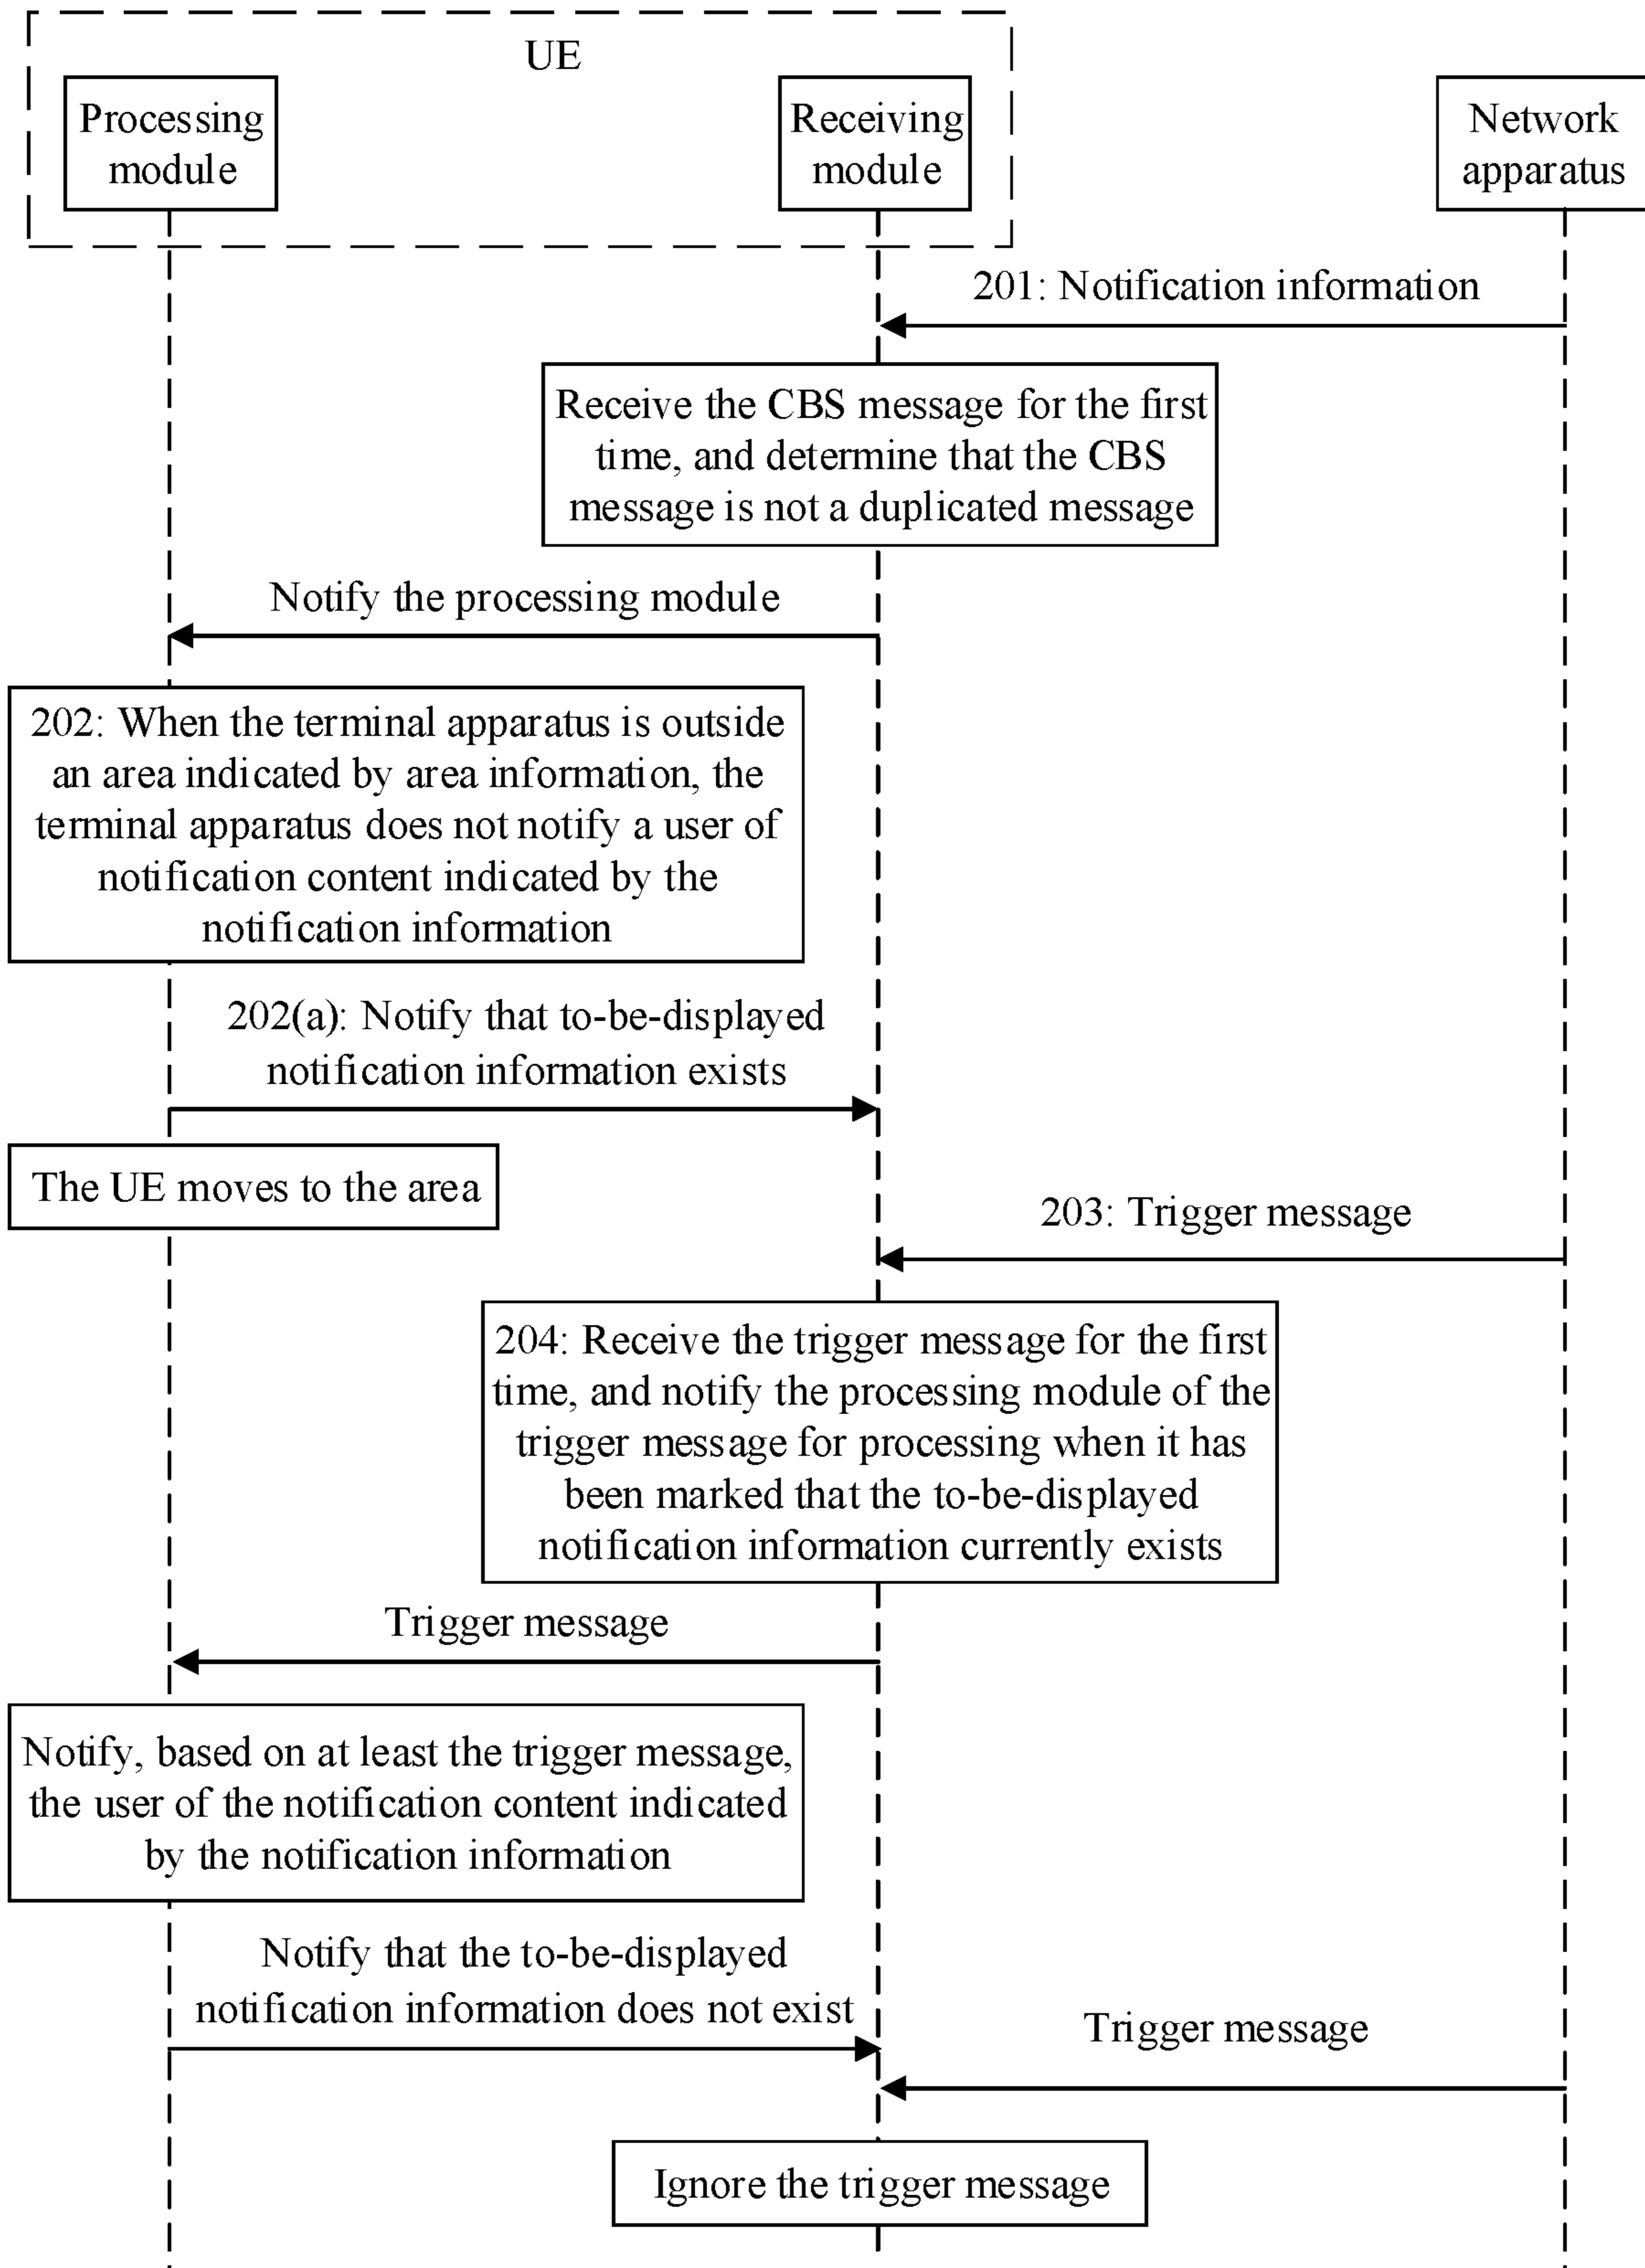 UE
Processing
module
Receiving
module
Network
apparatus
201: Notification information
Receive the CBS message for the first
time, and determine that the CBS
message is not a duplicated message
Notify the processing module
202: When the terminal apparatus is outside
an area indicated by area information, the
terminal apparatus does not notify a user of
notification content indicated by the
notification information
202(a): Notify that to-be-displayed
notification information exists
The UE moves to the area
203: Trigger message
204: Receive the trigger message for the first
time, and notify the processing module of the
trigger message for processing when it has
been marked that the to-be-displayed
notification information currently exists
Trigger message
Notify, based on at least the trigger message,
the user of the notification content indicated
by the notification information
Notify that the to-be-displayed
notification information does not exist
Trigger message
Ignore the trigger message